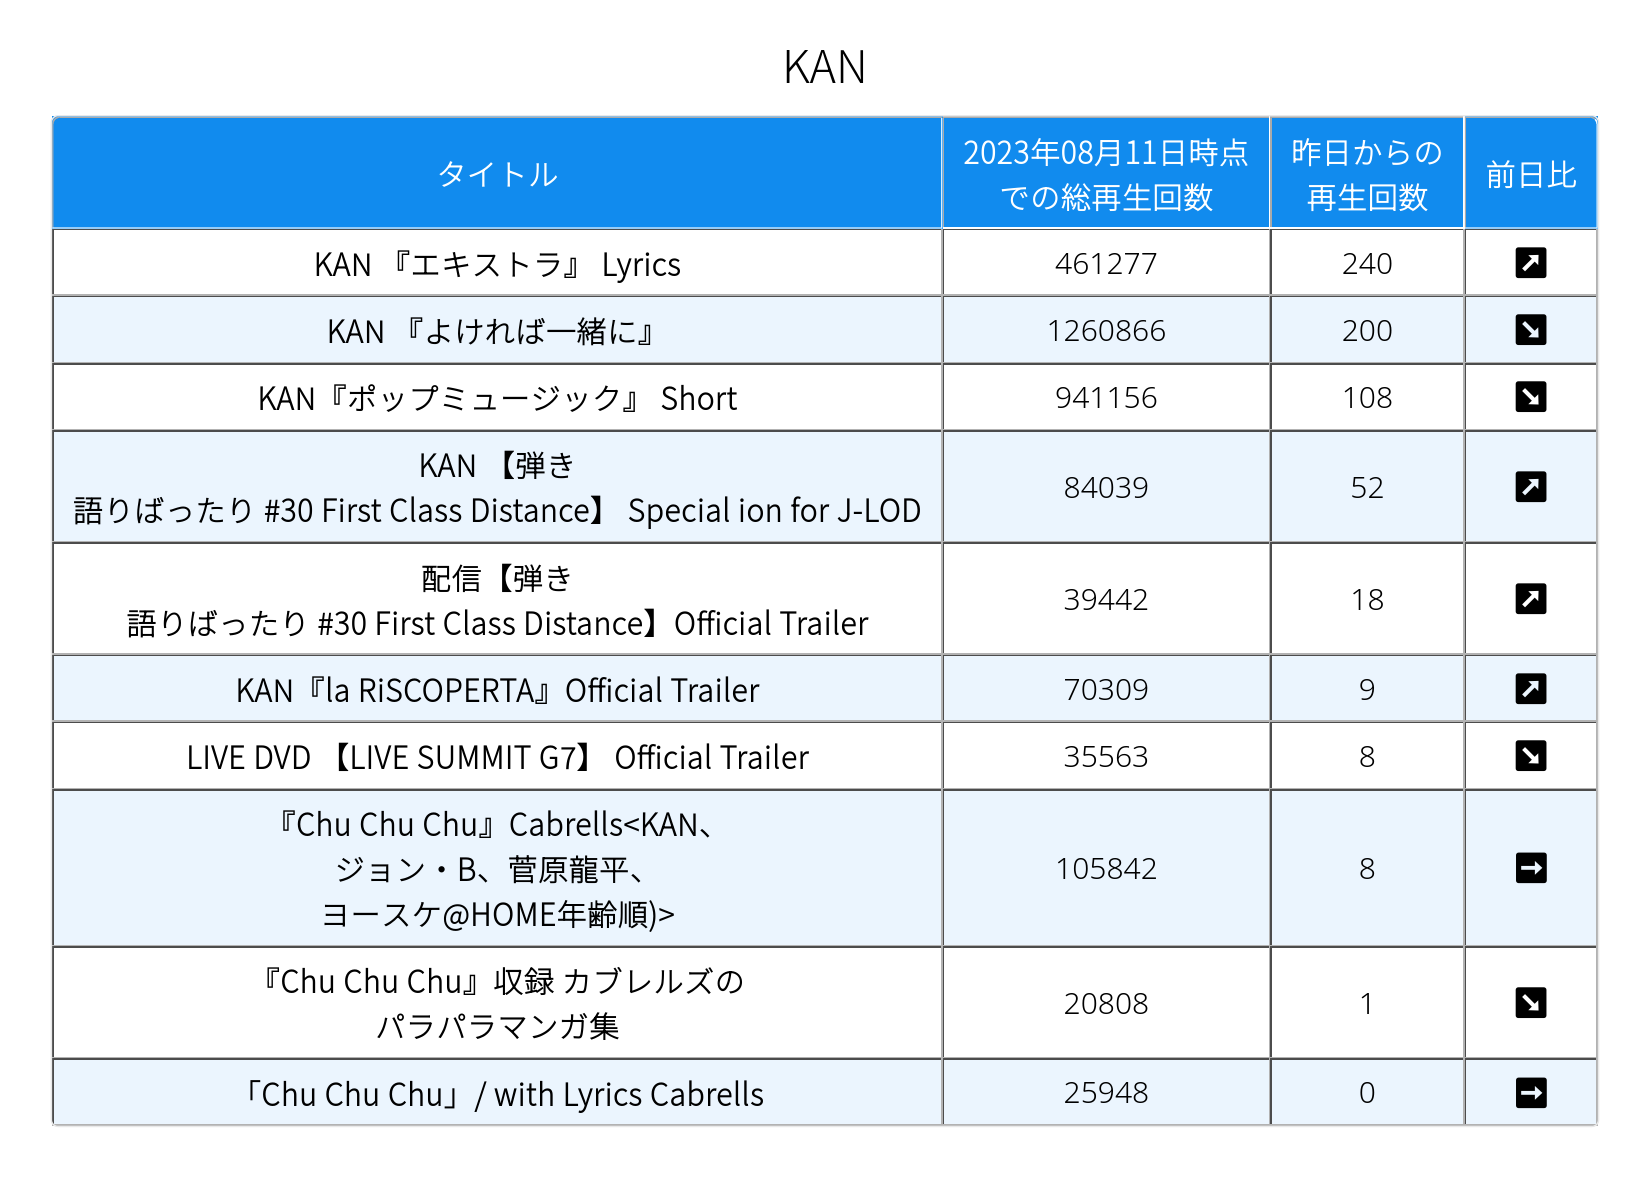 KAN
タイトル
2023年08月11日時点
での総再生回数
昨日からの
再生回数
前日比
KAN 『エキストラ』 Lyrics
461277
240
KAN 『よければ一緒に』
1260866
200
KAN『ポップミュージック』 Short
941156
108
KAN 【弾き
語りばったり #30 First Class Distance】 Special ion for J-LOD
84039
52
配信【弾き
語りばったり #30 First Class Distance】Official Trailer
39442
18
KAN『la RiSCOPERTA』Official Trailer
70309
9
LIVE DVD 【LIVE SUMMIT G7】 Official Trailer
35563
8
『Chu Chu Chu』Cabrells<KAN、
ジョン・B、菅原龍平、
ヨースケ@HOME年齢順)>
105842
8
『Chu Chu Chu』収録 カブレルズの
パラパラマンガ集
20808
1
「Chu Chu Chu」/ with Lyrics Cabrells
25948
0